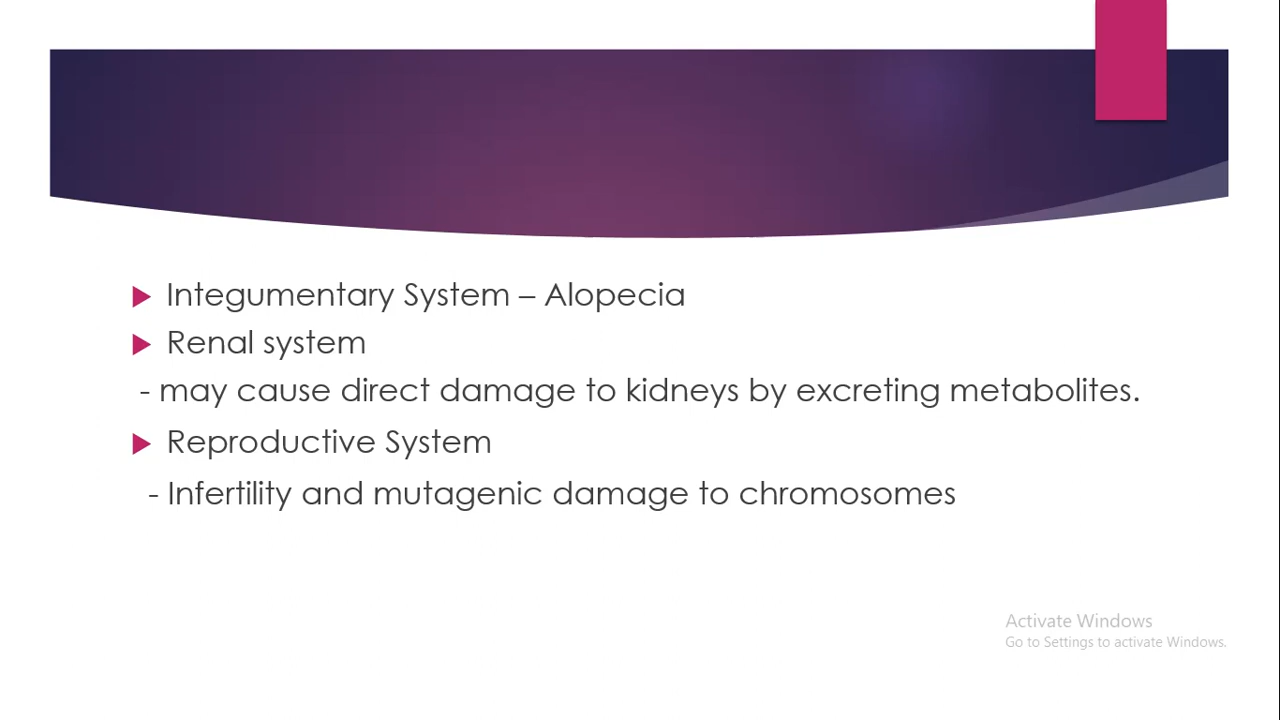 Integumentary System – Alopecia
Renal system
- may cause direct damage to kidneys by excreting metabolites.
Reproductive System
- Infertility and mutagenic damage to chromosomes
Activate Windows
Go to Settings to activate Windows.